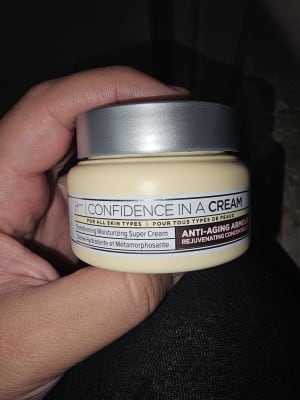 CONFIDENCE IN A CREAM
FOR ALL SKIN TYPES | POUR TOUS TYPES DE PEAUX
Transforming Moisturizing Super Cream
Crème Hydratante et Métamorphosante
ANTI-AGING ARMOUR
REJUVENATING